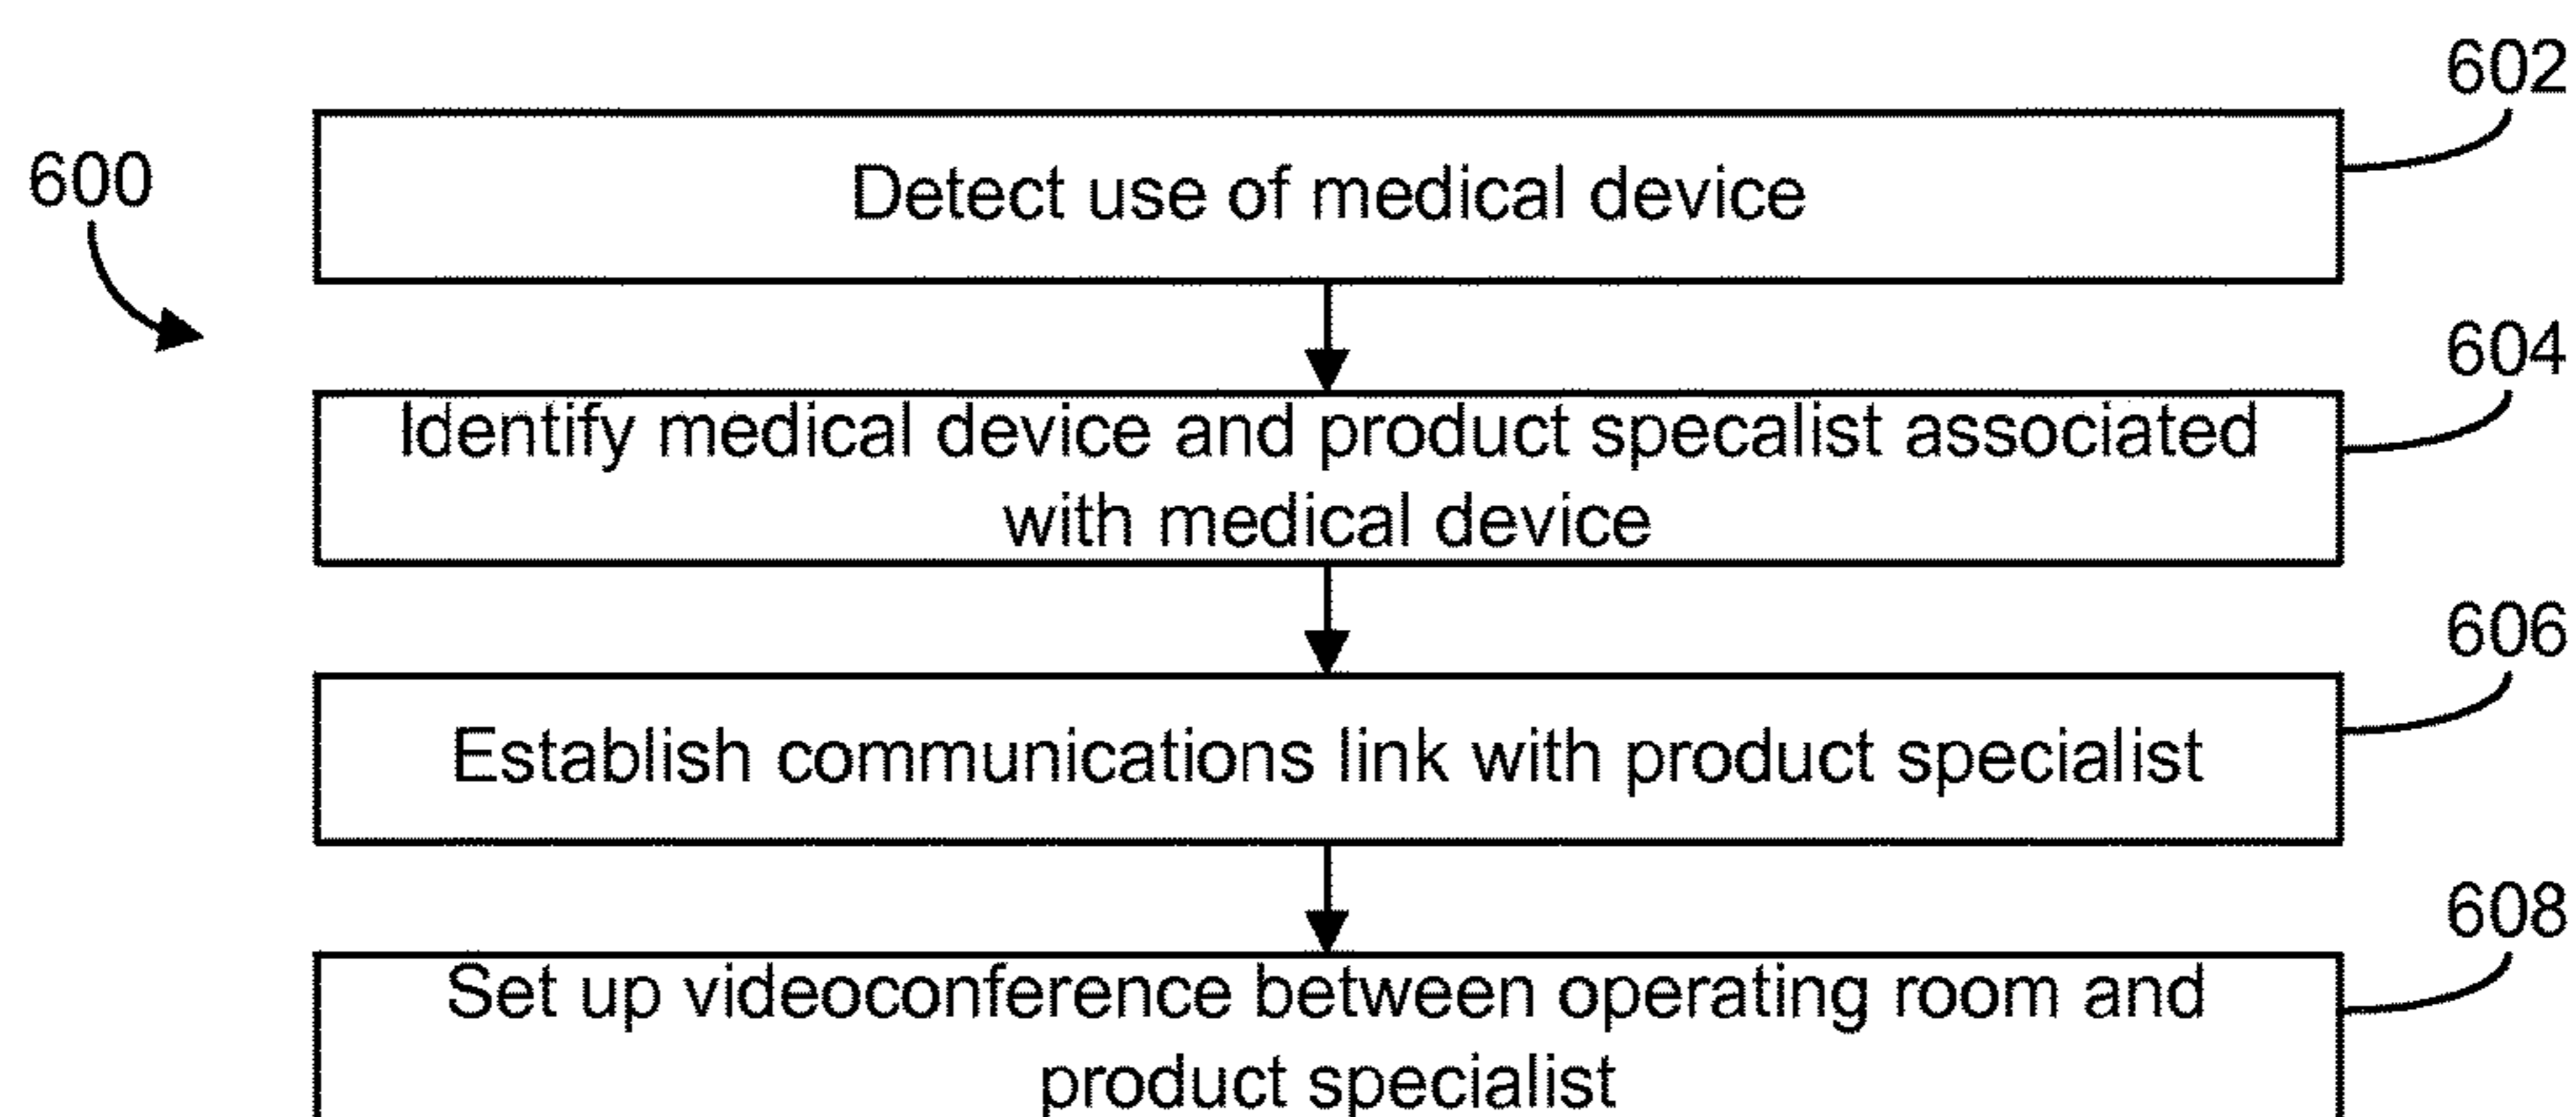 602
600
Detect use of medical device
604
Identify medical device and product specalist associated
with medical device
606
Establish communications link with product specialist
608
Set up videoconference between operating room and
product specialist